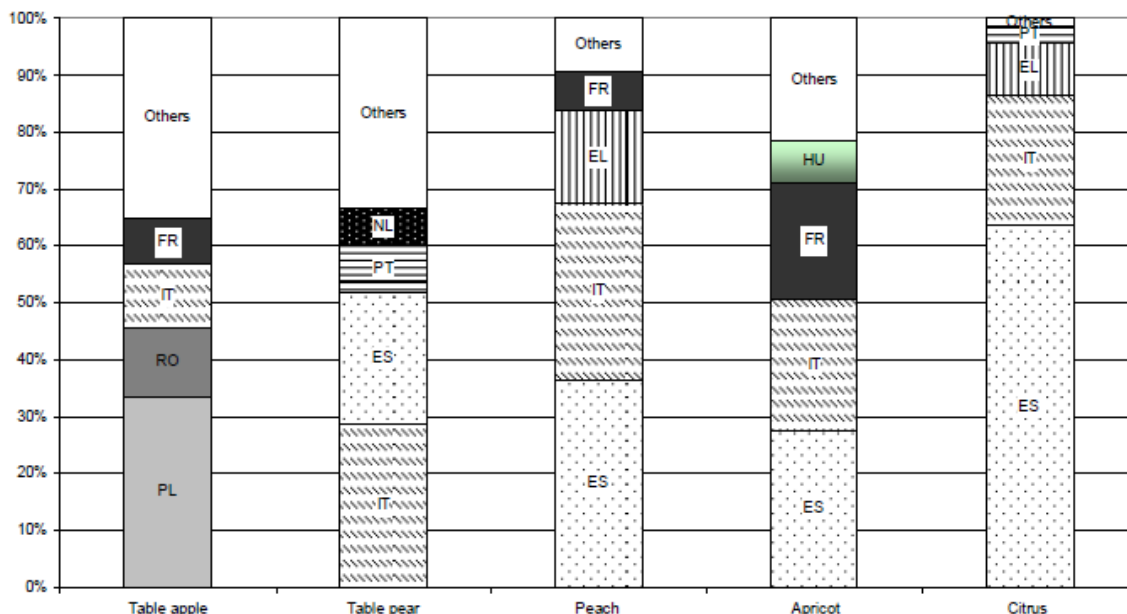 100%
90%
80%
70%
60%
50%
40%
30%
20%
10%
0%
Others
FR
IT
RO
PL
Others
NL
PT
ES
IT
Others
FR
EL
IT
ES
Others
HU
FR
IT
ES
Others
PT
EL
IT
ES
Table apple
Table pear
Peach
Apricot
Citrus